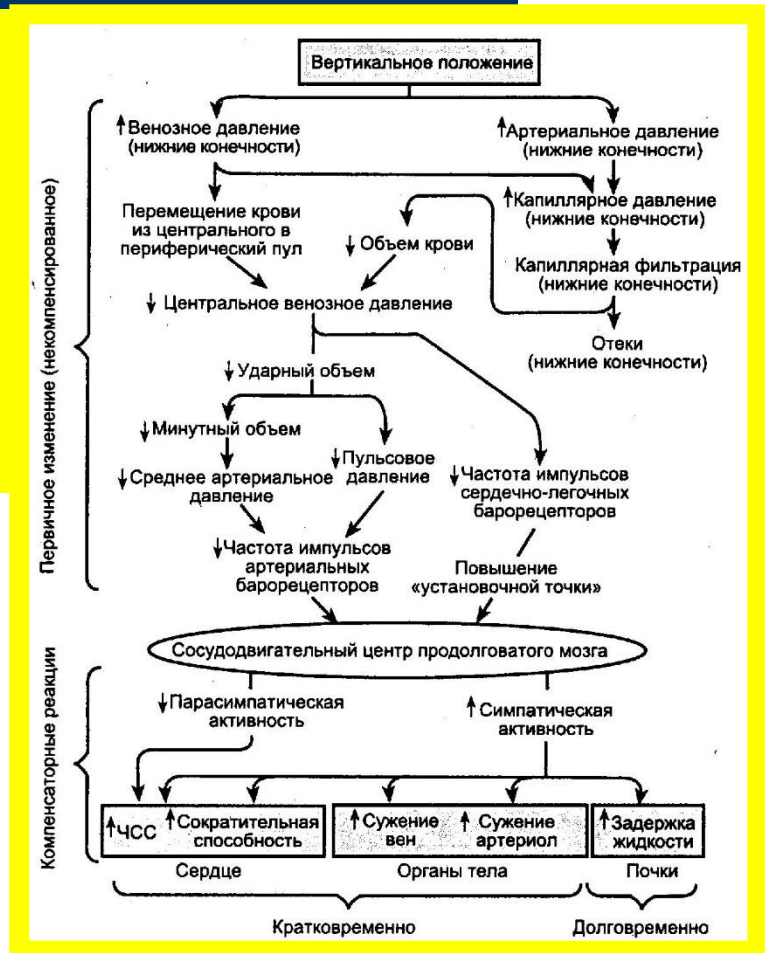 Вертикальное положение
↑Венозное давление
(нижние конечности)
↑Артериальное давление
(нижние конечности)
Перемещение крови
из центрального в
периферический пул
↑Капиллярное давление
(нижние конечности)
↓ Объем крови
Капиллярная фильтрация
(нижние конечности)
↓ Центральное венозное давление
Отеки
(нижние конечности)
↓Ударный объем
↓Минутный объем
↓Среднее артериальное
давление
↓Пульсовое
давление
↓Частота импульсов
сердечно-легочных
барорецепторов
↓Частота импульсов
артериальных
барорецепторов
Повышение
«установочной точки»
Первичное изменение (некомпенсированное)
Сосудодвигательный центр продолговатого мозга
Компенсаторные реакции
↓Парасимпатическая
активность
↑Симпатическая
активность
↑ЧСС
↑Сократительная
способность
↑Сужение
вен
↑ Сужение
артериол
↑Задержка
жидкости
Сердце
Органы тела
Почки
Кратковременно
Долговременно